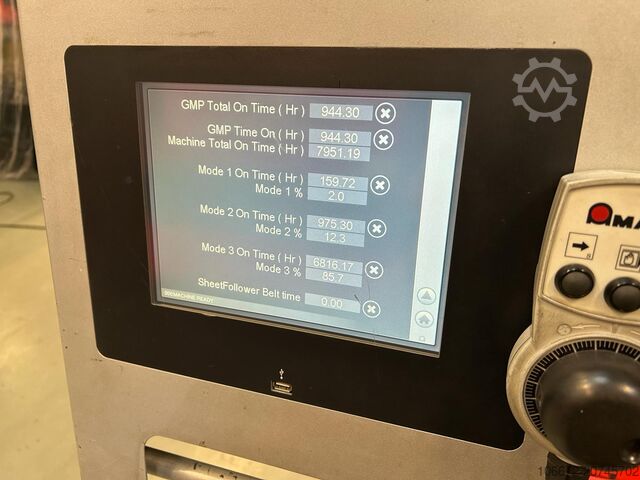 GMP Total On Time ( Hr ) 944.30
GMP Time On ( Hr ) 944.30
Machine Total On Time ( Hr ) 7951.19
Mode 1 On Time ( Hr ) 159.72
Mode 1 % 2.0
Mode 2 On Time ( Hr ) 975.30
Mode 2 % 12.3
Mode 3 On Time ( Hr ) 6816.17
Mode 3 % 85.7
SheetFollower Belt time 0.00
MACHINE READY
AMA